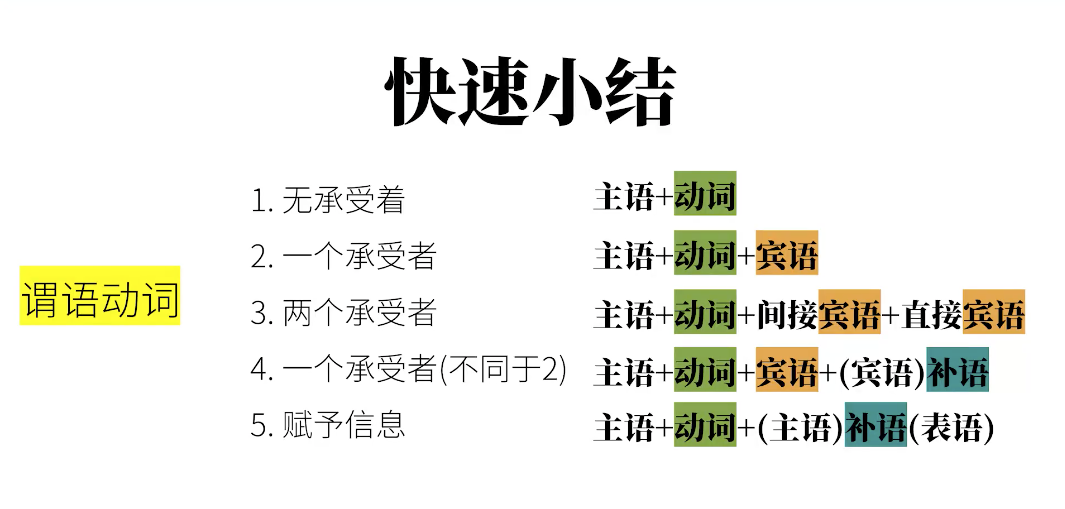 快速小结
谓语动词
1. 无承受着 主语+动词
2. 一个承受者 主语+动词+宾语
3. 两个承受者 主语+动词+间接宾语+直接宾语
4. 一个承受者(不同于2) 主语+动词+宾语+(宾语)补语
5. 赋予信息 主语+动词+(主语)补语(表语)